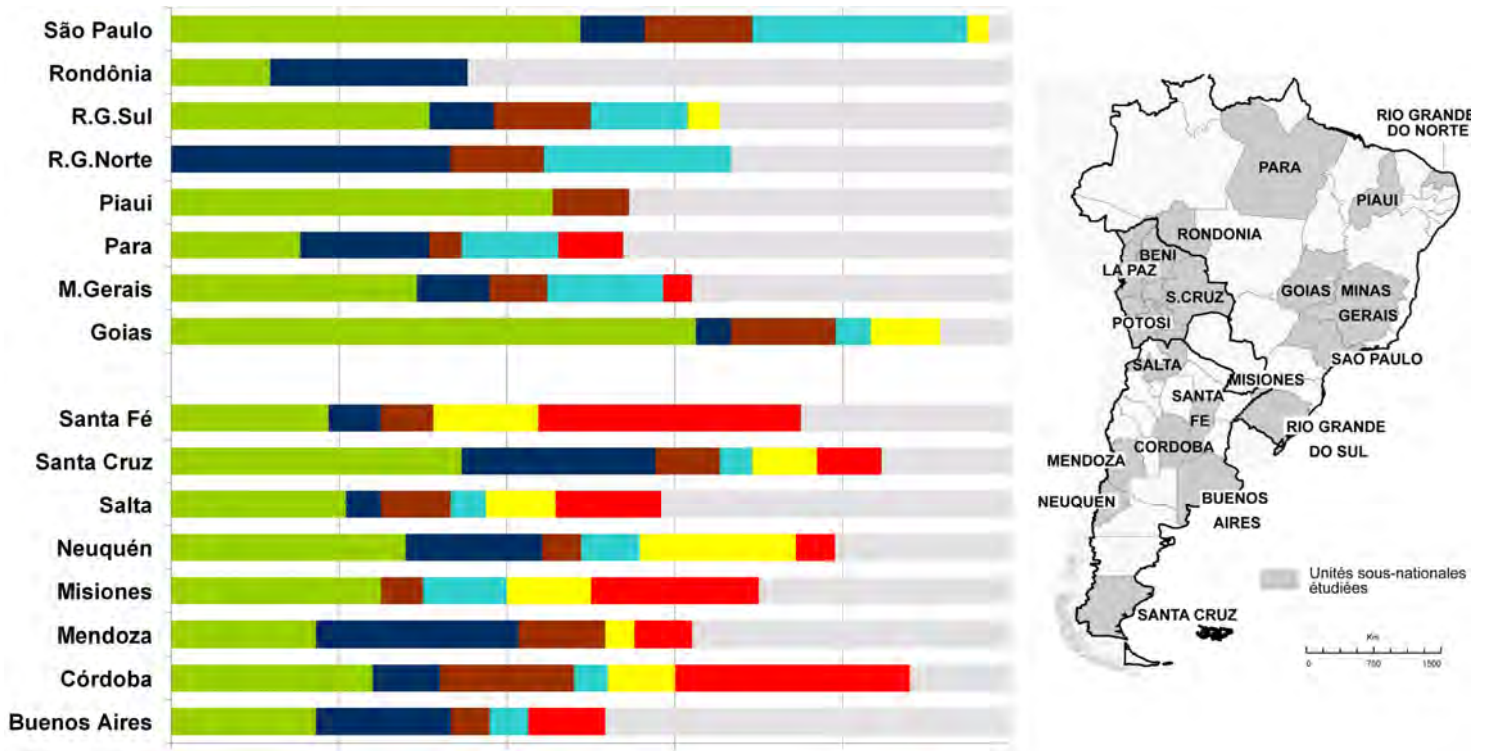 São Paulo
Rondônia
R.G.Sul
R.G.Norte
Piaui
Para
M.Gerais
Goias
Santa Fé
Santa Cruz
Salta
Neuquén
Misiones
Mendoza
Córdoba
Buenos Aires
RIO GRANDE
DO NORTE
PARA
PIAUI
RONDONIA
BENI
LA PAZ
S.CRUZ
GOIAS
MINAS
GERAIS
POTOSI
SAO PAULO
SALTA
MISIONES
SANTA
FE
RIO GRANDE
DO SUL
CORDOBA
MENDOZA
NEUQUEN
BUENOS
AIRES
Unités sous-nationales
étudiées
SANTA CRUZ
Km
0 750 1500